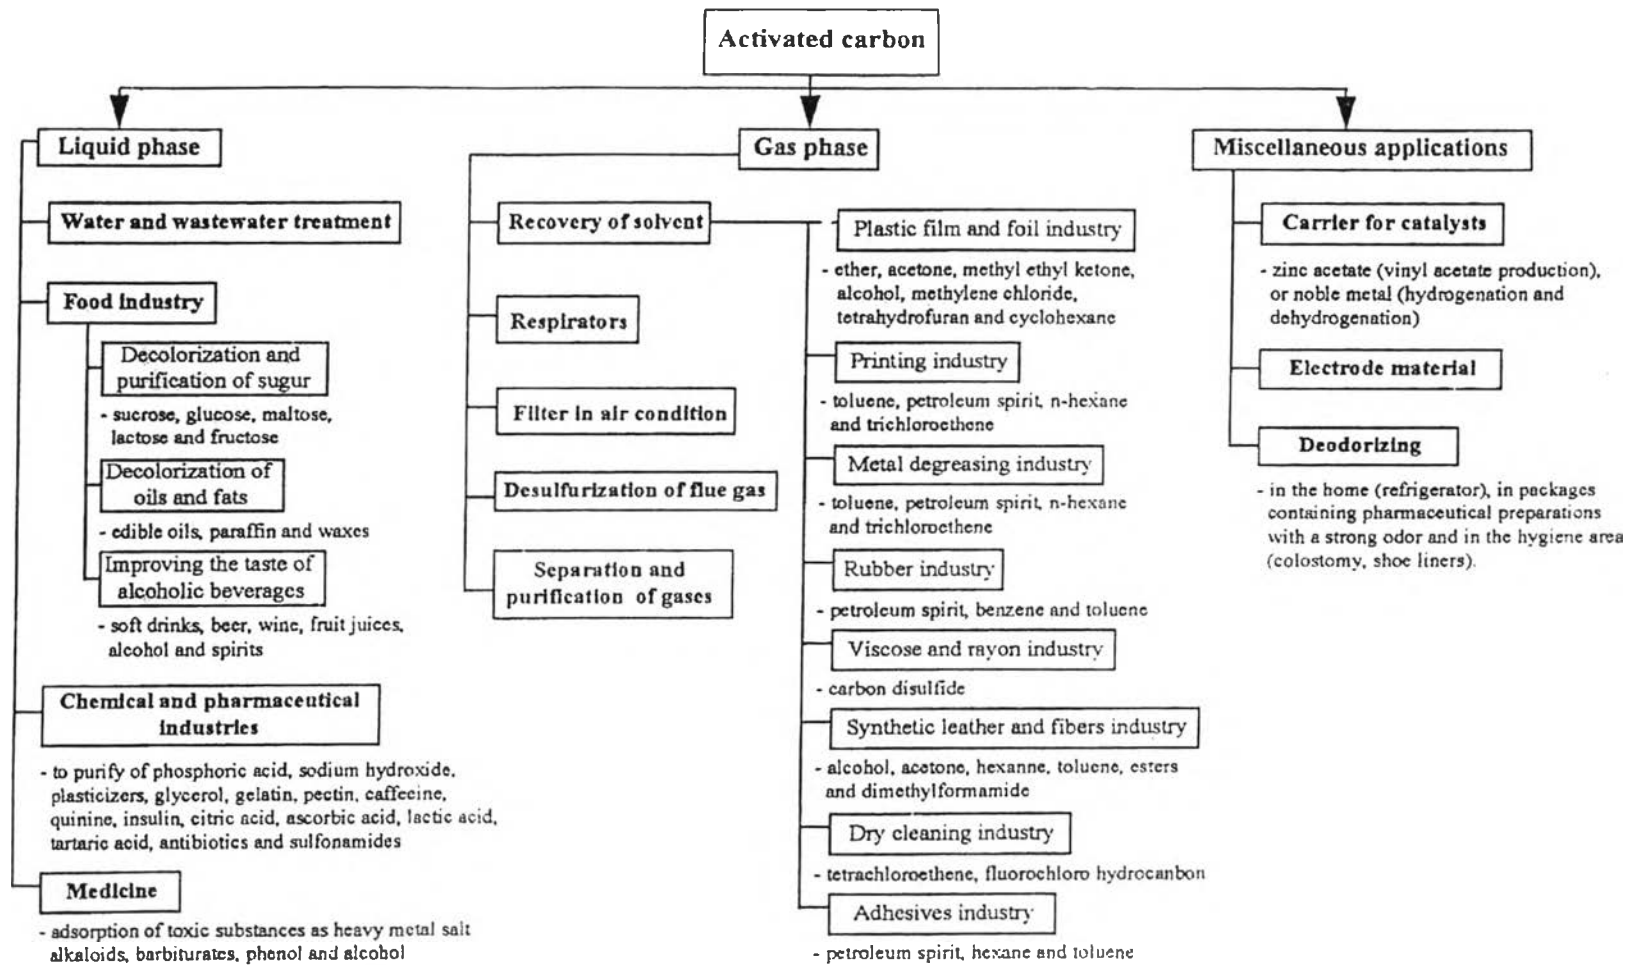 Activated carbon
Liquid phase
Water and wastewater treatment
Food industry
Decolorization and
purification of sugur
- sucrose, glucose, maltose,
lactose and fructose
Decolorization of
oils and fats
- edible oils, paraffin and waxes
Improving the taste of
alcoholic beverages
- soft drinks, beer, wine, fruit juices,
alcohol and spirits
Chemical and pharmaceutical
industries
- to purify of phosphoric acid, sodium hydroxide,
plasticizers, glycerol, gelatin, pectin, caffecine,
quinine, insulin, citric acid, ascorbic acid, lactic acid,
tartaric acid, antibiotics and sulfonamides
Medicine
- adsorption of toxic substances as heavy metal salt
alkaloids, barbiturates, phenol and alcohol
Gas phase
Recovery of solvent
Respirators
Filter in air condition
Desulfurization of flue gas
Separation and
purification of gases
Plastic film and foil industry
- ether, acetone, methyl ethyl ketone,
alcohol, methylene chloride,
tetrahydrofuran and cyclohexane
Printing industry
- toluene, petroleum spirit, n-hexane
and trichloroethene
Metal degreasing industry
- toluene, petroleum spirit, n-hexane
and trichloroethene
Rubber industry
- petroleum spirit, benzene and toluene
Viscose and rayon industry
- carbon disulfide
Synthetic leather and fibers industry
- alcohol, acetone, hexanne, toluene, esters
and dimethylformamide
Dry cleaning industry
- tetrachloroethene, fluorochloro hydrocanbon
Adhesives industry
- petroleum spirit, hexane and toluene
Miscellaneous applications
Carrier for catalysts
- zinc acetate (vinyl acetate production),
or noble metal (hydrogenation and
dehydrogenation)
Electrode material
Deodorizing
- in the home (refrigerator), in packages
containing pharmaceutical preparations
with a strong odor and in the hygiene area
(colostomy, shoe liners).